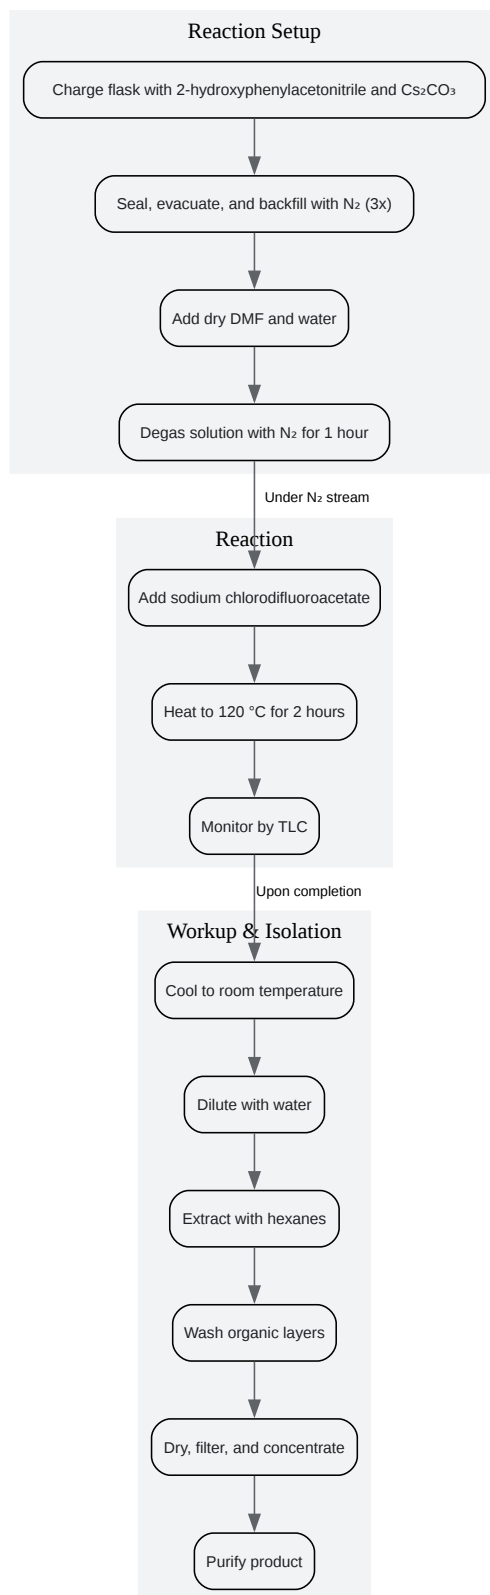 Reaction Setup
Charge flask with 2-hydroxyphenylacetonitrile and Cs₂CO₃
Seal, evacuate, and backfill with N₂ (3x)
Add dry DMF and water
Degas solution with N₂ for 1 hour
Under N₂ stream
Reaction
Add sodium chlorodifluoroacetate
Heat to 120 °C for 2 hours
Monitor by TLC
Upon completion
Workup & Isolation
Cool to room temperature
Dilute with water
Extract with hexanes
Wash organic layers
Dry, filter, and concentrate
Purify product